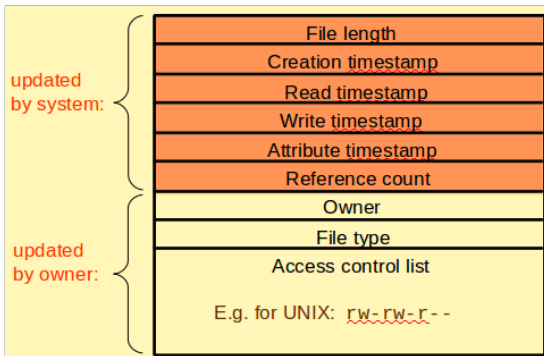 File length
Creation timestamp
updated
by system:
Read timestamp
Write timestamp
Attribute timestamp
Reference count
Owner
File type
updated
by owner:
Access control list
E.g. for UNIX: rw-rw-r--